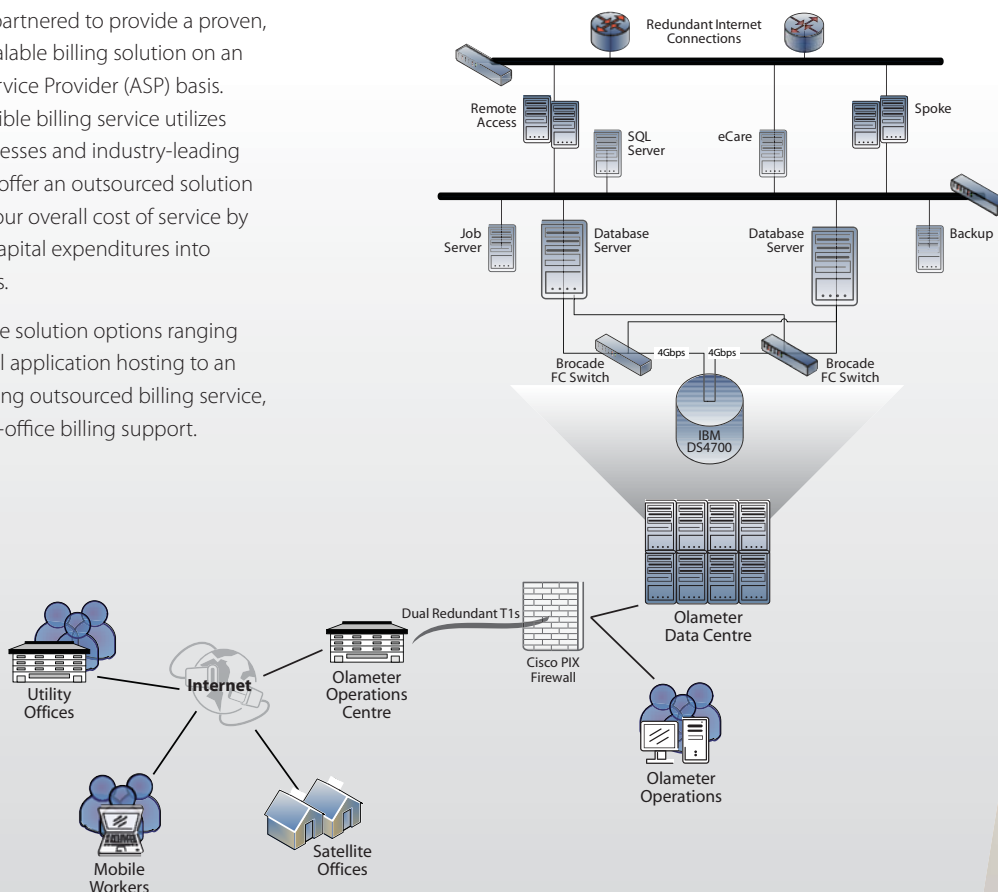 partnered to provide a proven,
alable billing solution on an
rvice Provider (ASP) basis.
ible billing service utilizes
esses and industry-leading
offer an outsourced solution
our overall cost of service by
capital expenditures into
s.
e solution options ranging
l application hosting to an
ing outsourced billing service,
-office billing support.
Redundant Internet
Connections
Remote
Access
SQL
Server
eCare
Spoke
Job
Server
Database
Server
Database
Server
Backup
4Gbps
4Gbps
Brocade
FC Switch
Brocade
FC Switch
IBM
DS4700
Olameter
Data Centre
Dual Redundant T1s
Cisco PIX
Firewall
Utility
Offices
Internet
Olameter
Operations
Centre
Olameter
Operations
Mobile
Workers
Satellite
Offices